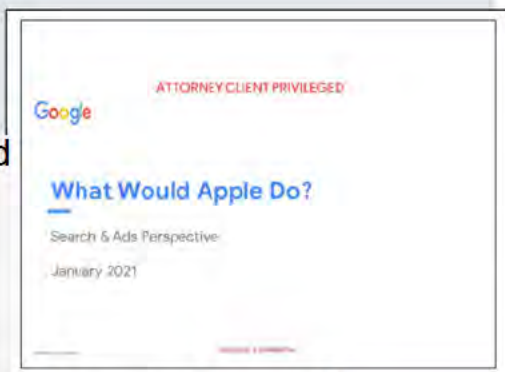 ATTORNEY CLIENT PRIVILEGED
Google
d
What Would Apple Do?
Search & Ads Perspective
January 2021